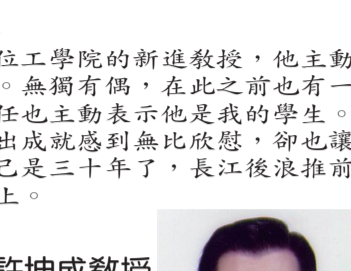 位工學院的新進教授，他主動
。無獨有偶，在此之前也有一
任也主動表示他是我的學生。
出成就感到無比欣慰，卻也讓
已是三十年了，長江後浪推前
上。
許坤成教授